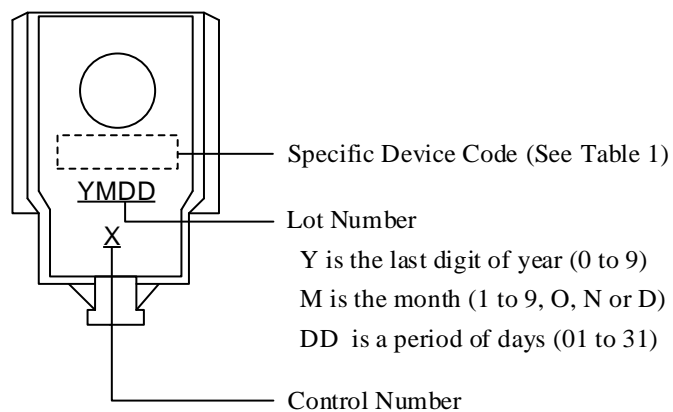 Specific Device Code (See Table 1)
YMDD
Lot Number
X
Y is the last digit of year (0 to 9)
M is the month (1 to 9, O, N or D)
DD is a period of days (01 to 31)
Control Number